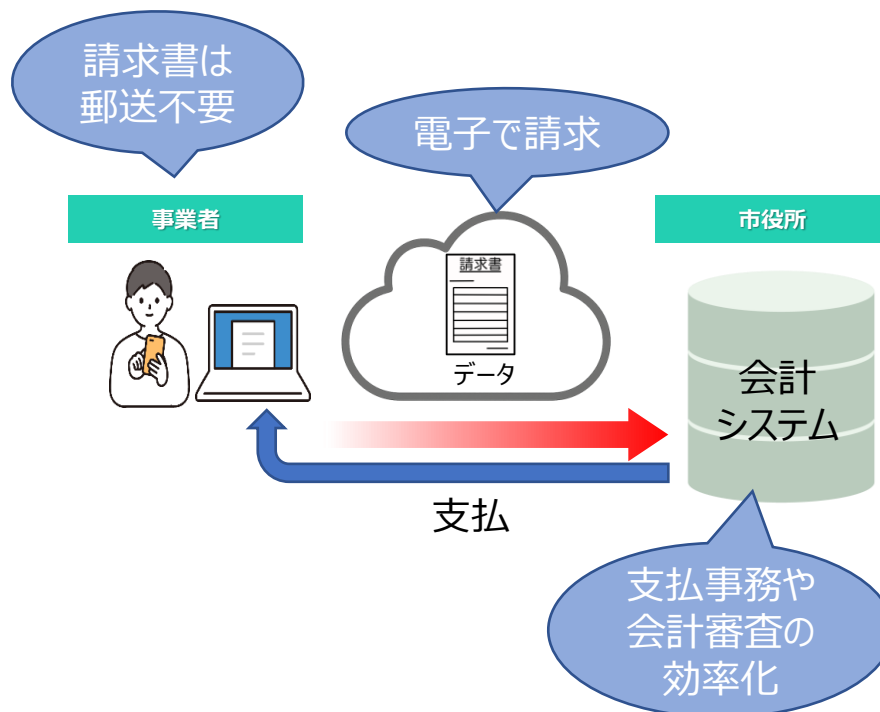 請求書は
郵送不要
電子で請求
事業者
市役所
請求書
データ
会計
システム
支払
支払事務や
会計審査の
効率化